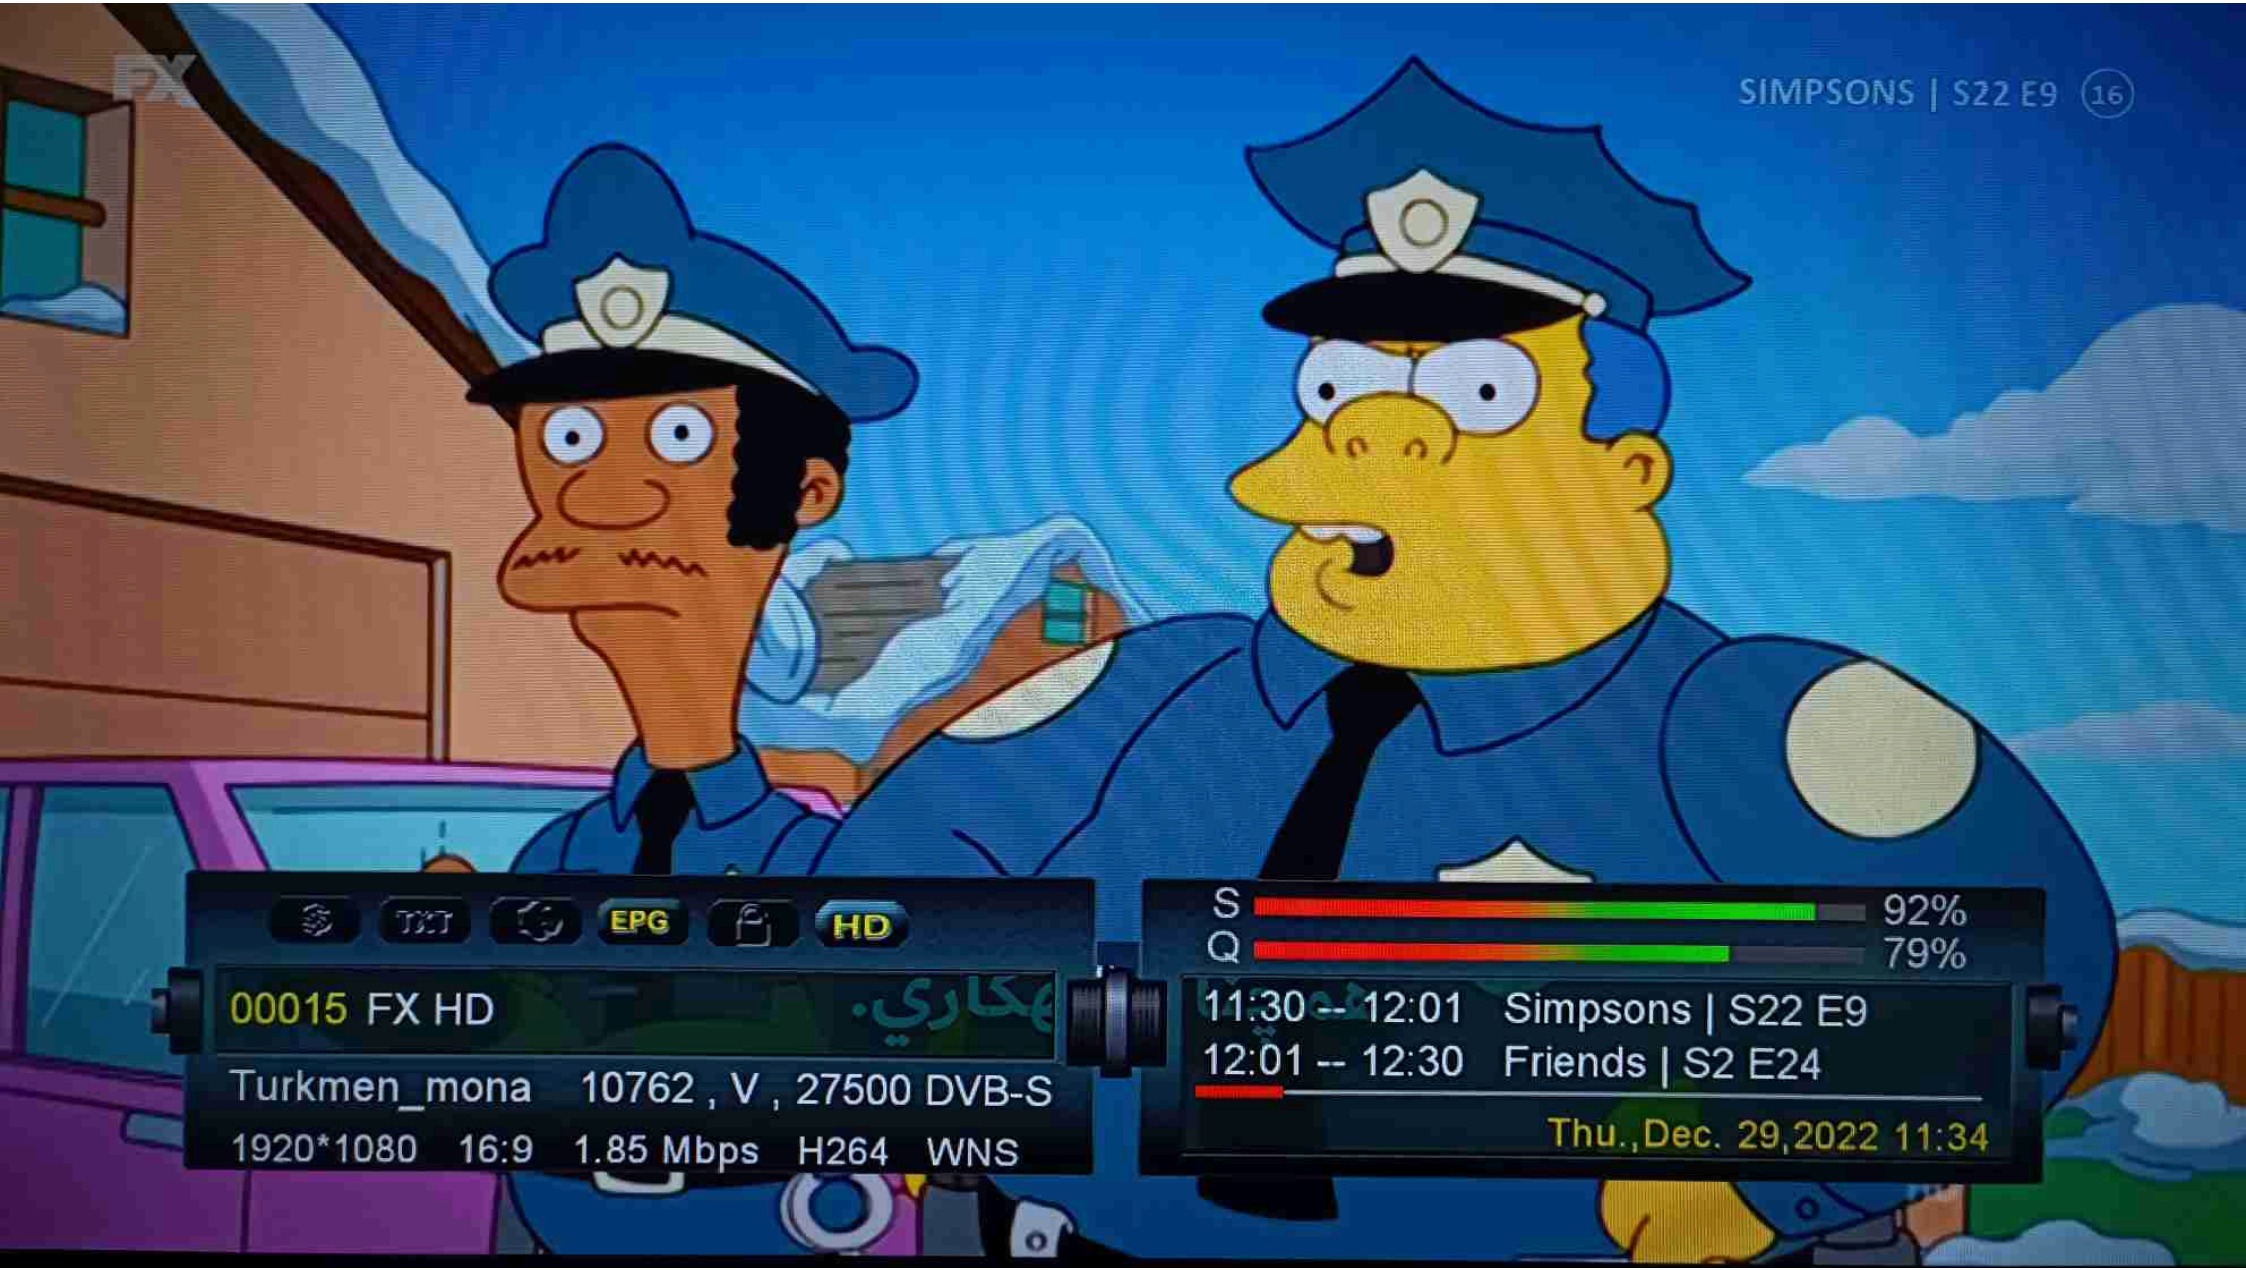 FX
SIMPSONS | S22 E9 16
$ TXT EPG HD
S 92%
Q 79%
00015 FX HD
هكاري.
Turkmen_mona 10762 , V , 27500 DVB-S
1920*1080 16:9 1.85 Mbps H264 WNS
11:30 -- 12:01 Simpsons | S22 E9
12:01 -- 12:30 Friends | S2 E24
Thu.,Dec. 29,2022 11:34